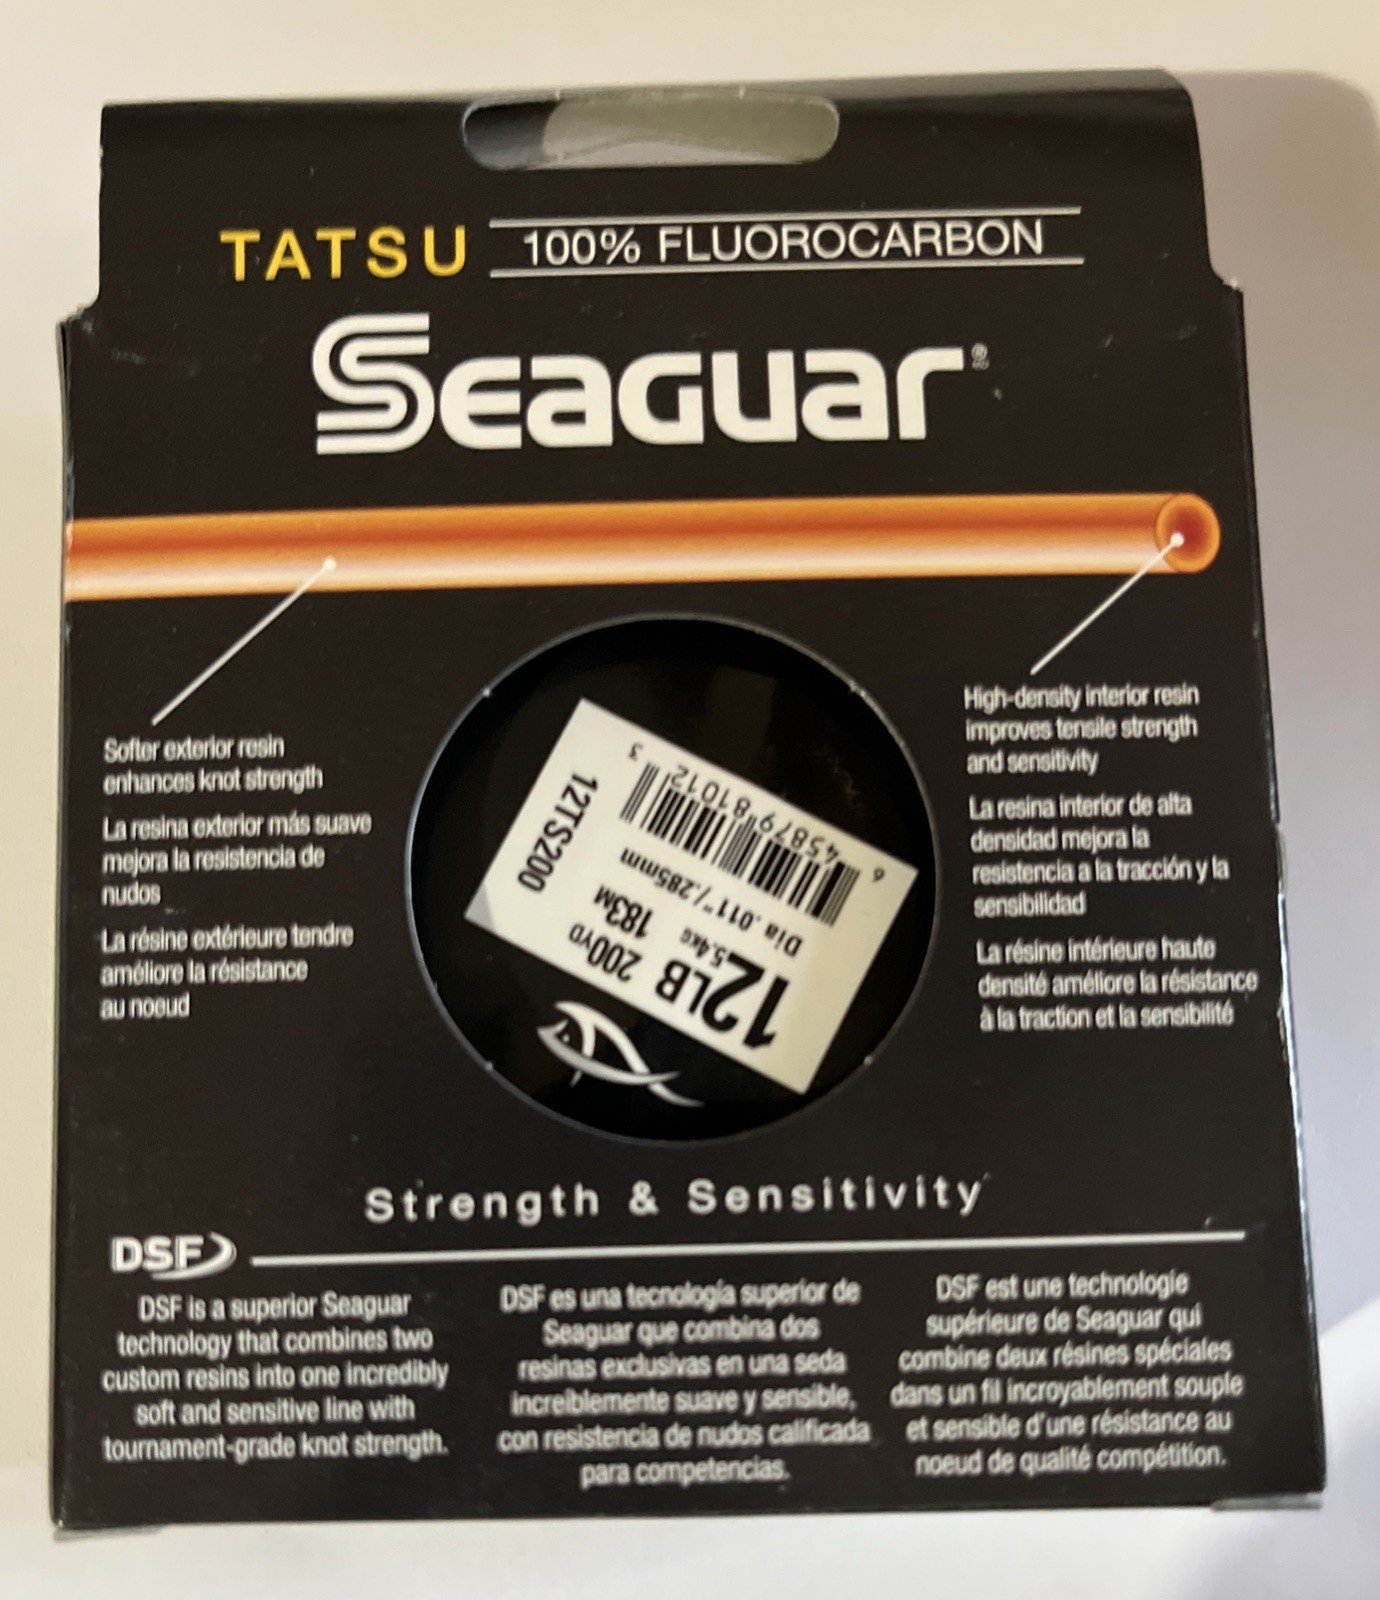 TATSU 100% FLUOROCARBON
Seaguar®
Softer exterior resin
enhances knot strength
La resina exterior más suave
mejora la resistencia de
nudos
La résine extérieure tendre
améliore la résistance
au noeud
High-density interior resin
improves tensile strength
and sensitivity
La resina interior de alta
densidad mejora la
resistencia a la tracción y la
sensibilidad
La résine intérieure haute
densité améliore la résistance
à la traction et la sensibilité
12LB 200YD
5.4KG 183M
Dia .011"/.285mm
6 45879 81012 3
12TS200
Strength & Sensitivity
DSF
DSF is a superior Seaguar
technology that combines two
custom resins into one incredibly
soft and sensitive line with
tournament-grade knot strength.
DSF es una tecnología superior de
Seaguar que combina dos
resinas exclusivas en una seda
increíblemente suave y sensible,
con resistencia de nudos calificada
para competencias.
DSF est une technologie
supérieure de Seaguar qui
combine deux résines spéciales
dans un fil incroyablement souple
et sensible d'une résistance au
noeud de qualité compétition.